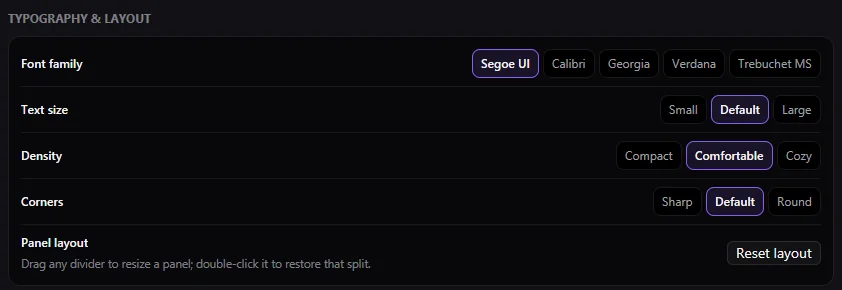 TYPOGRAPHY & LAYOUT
Font family Segoe UI Calibri Georgia Verdana Trebuchet MS
Text size Small Default Large
Density Compact Comfortable Cozy
Corners Sharp Default Round
Panel layout
Drag any divider to resize a panel; double-click it to restore that split.
Reset layout